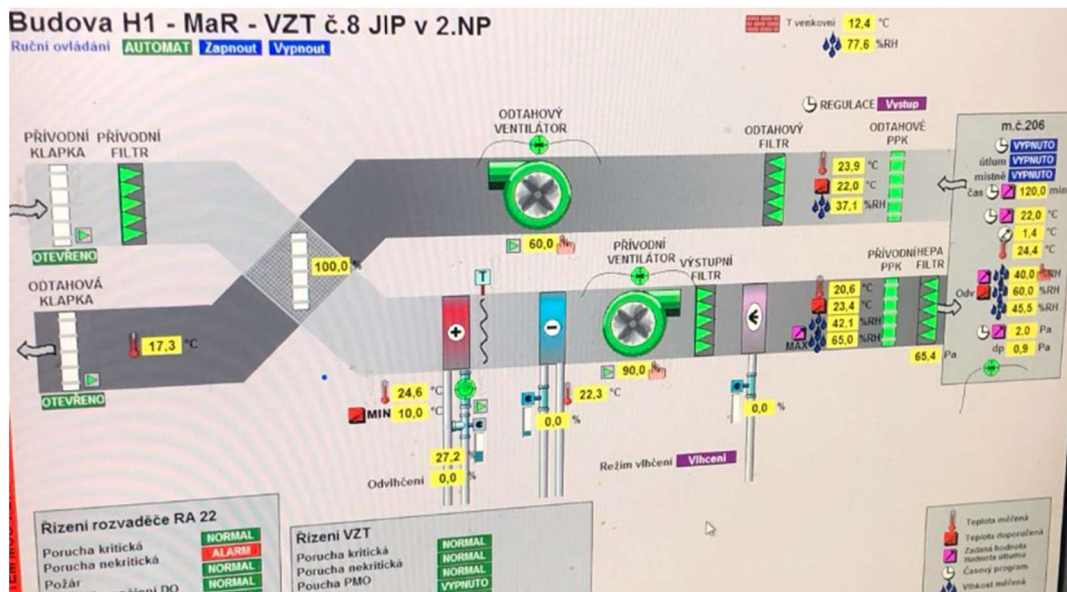 Budova H1 - MaR - VZT č.8 JIP v 2.NP
Ruční ovládání AUTOMAT Zapnout Vypnout
T venkovní 12,4 °C
77,6 %RH
REGULACE Vystup
PŘÍVODNÍ KLAPKA
PŘÍVODNÍ FILTR
OTEVŘENO
ODTAHOVÁ KLAPKA
17,3 °C
OTEVŘENO
100,0 %
ODTAHOVÝ VENTILÁTOR
60,0
ODTAHOVÝ FILTR
23,9 °C
22,0 °C
37,1 %RH
ODTAHOVÉ PPK
m.č.206
VYPNUTO
útlum VYPNUTO
místně VYPNUTO
čas 120,0 min
22,0 °C
1,4 °C
24,4 °C
40,0 %RH
Odv 60,0 %RH
45,5 %RH
2,0 Pa
dp 0,9 Pa
T
PŘÍVODNÍ VENTILÁTOR
90,0
VÝSTUPNÍ FILTR
20,6 °C
23,4 °C
42,1 %RH
MAX 65,0 %RH
PŘÍVODNÍ PPK
HEPA FILTR
65,4 Pa
24,6 °C
MIN 10,0 °C
27,2 %
Odvlhčení 0,0 %
22,3 °C
0,0 %
0,0 %
Režim vlhčení Vlhceni
Řízení rozvaděče RA 22
NORMAL
Porucha kritická ALARM
Porucha nekritická NORMAL
Požár NORMAL
Řízení VZT
Porucha kritická NORMAL
Porucha nekritická NORMAL
Poucha PMO VYPNUTO
Teplota měřená
Teplota doporučená
Zadaná hodnota
Hodnota útlumu
Časový program
Vlhkost měřená